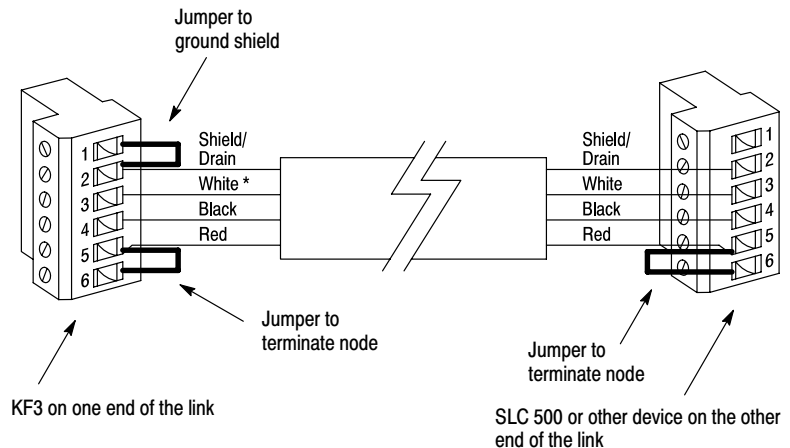 Jumper to
ground shield
1
2
3
4
5
6
Shield/
Drain
White *
Black
Red
Shield/
Drain
White
Black
Red
1
2
3
4
5
6
Jumper to
terminate node
Jumper to
terminate node
KF3 on one end of the link
SLC 500 or other device on the other
end of the link